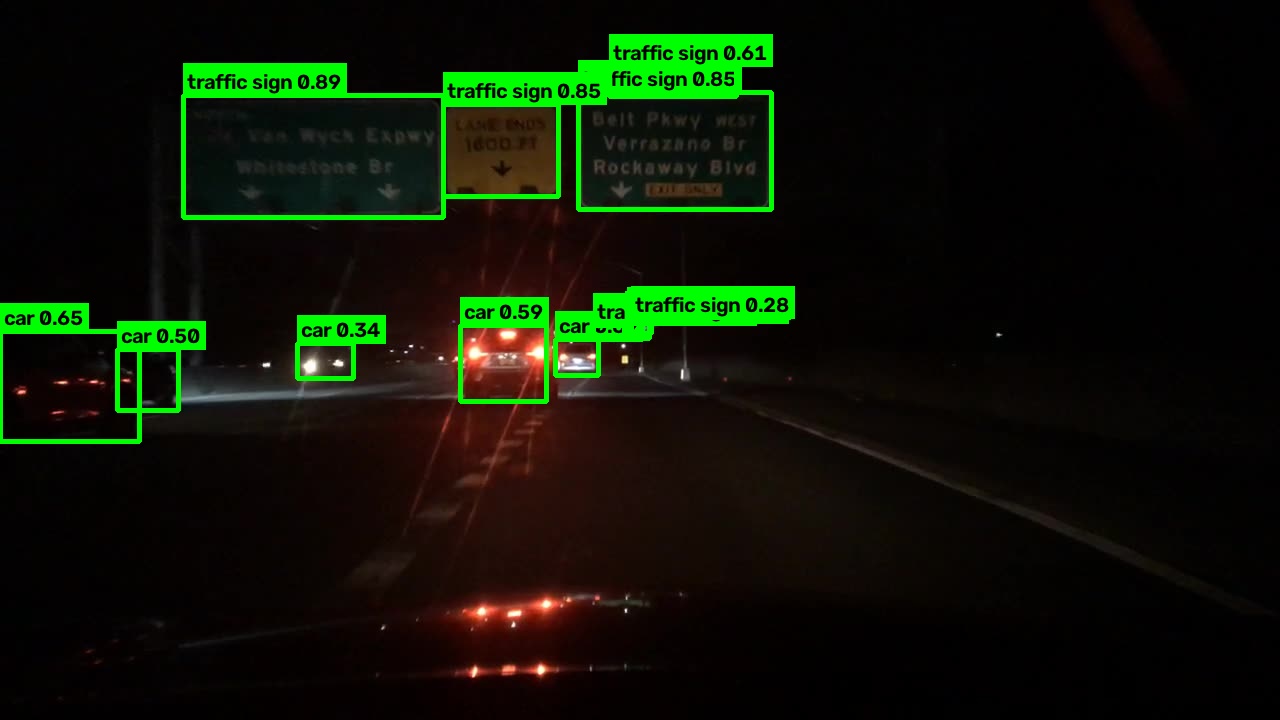 traffic sign 0.61
traffic sign 0.89
traffic sign 0.85
ffic sign 0.85
Van Wyck Expwy
Whitestone Br
LANE ENDS
1600 FT
Belt Pkwy WEST
Verrazano Br
Rockaway Blvd
EXIT ONLY
car 0.65
car 0.50
car 0.34
car 0.59
car
tra
traffic sign 0.28